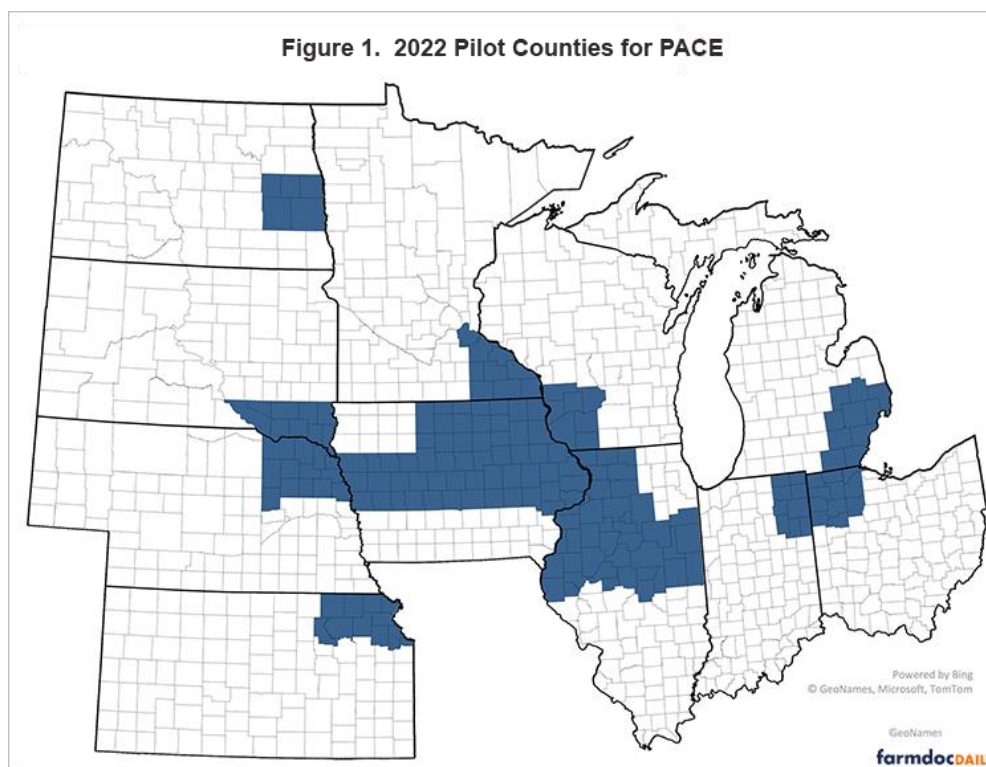 Figure 1.  2022 Pilot Counties for PACE
Powered by Bing
© GeoNames, Microsoft, TomTom
GeoNames
farmdocDAILY